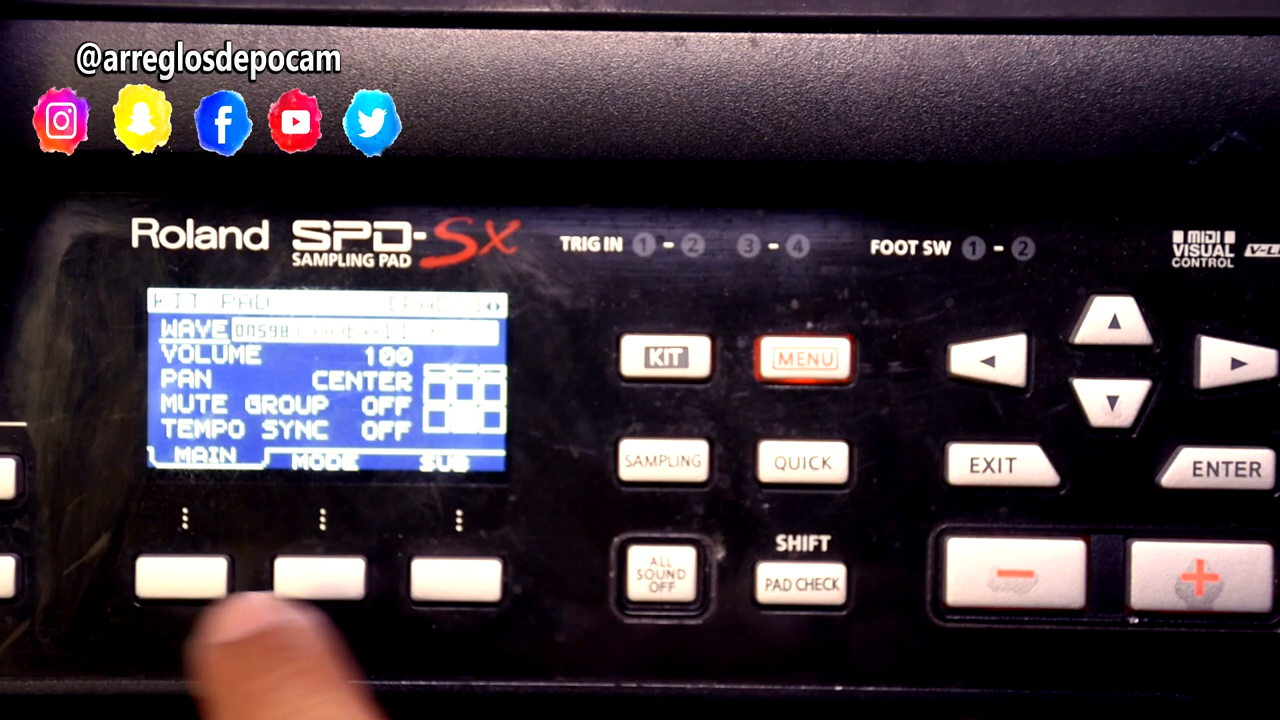 @arreglosdepocam
Roland SPD-SX
SAMPLING PAD
TRIG IN 1 - 2 3 - 4
FOOT SW 1 - 2
MIDI
VISUAL
CONTROL
KIT PAD
WAVE
VOLUME 100
PAN CENTER
MUTE GROUP OFF
TEMPO SYNC OFF
MAIN MODE SUB
KIT
MENU
SAMPLING
QUICK
EXIT
ENTER
ALL
SOUND
OFF
SHIFT
PAD CHECK